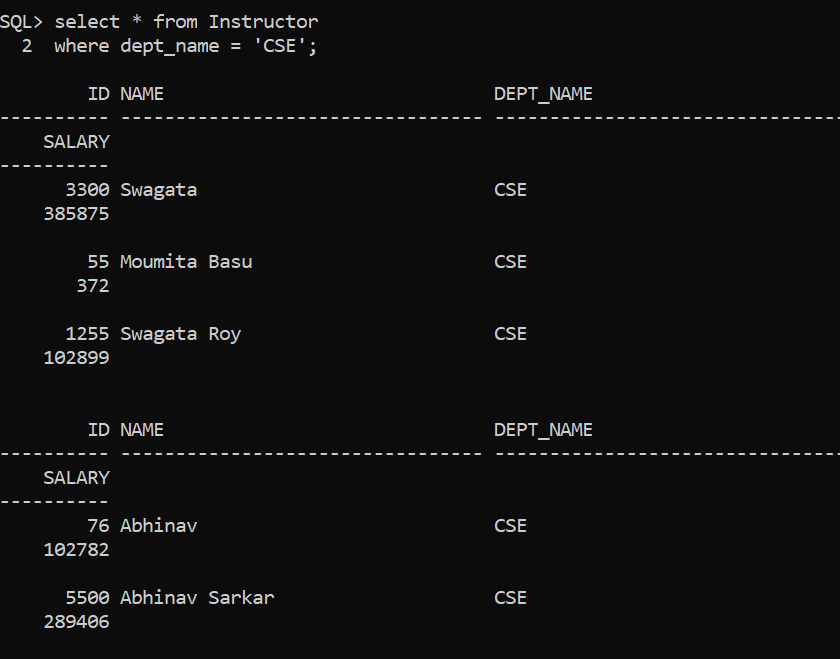 SQL> select * from Instructor
  2  where dept_name = 'CSE';

        ID NAME                              DEPT_NAME
---------- --------------------------------- --------------------------------
    SALARY
----------
      3300 Swagata                           CSE
    385875

        55 Moumita Basu                      CSE
       372

      1255 Swagata Roy                       CSE
    102899


        ID NAME                              DEPT_NAME
---------- --------------------------------- --------------------------------
    SALARY
----------
        76 Abhinav                           CSE
    102782

      5500 Abhinav Sarkar                    CSE
    289406